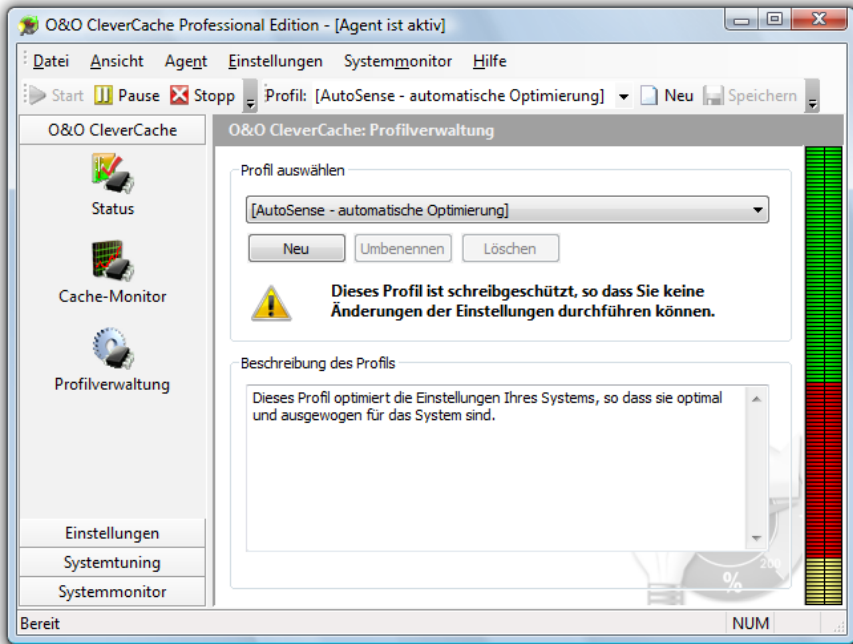 O&O CleverCache Professional Edition - [Agent ist aktiv]
Datei Ansicht Agent Einstellungen Systemmonitor Hilfe
Start Pause Stopp Profil: [AutoSense - automatische Optimierung] Neu Speichern
O&O CleverCache
Status
Cache-Monitor
Profilverwaltung
Einstellungen
Systemtuning
Systemmonitor
O&O CleverCache: Profilverwaltung
Profil auswählen
[AutoSense - automatische Optimierung]
Neu Umbenennen Löschen
Dieses Profil ist schreibgeschützt, so dass Sie keine
Änderungen der Einstellungen durchführen können.
Beschreibung des Profils
Dieses Profil optimiert die Einstellungen Ihres Systems, so dass sie optimal
und ausgewogen für das System sind.
200
%
Bereit NUM